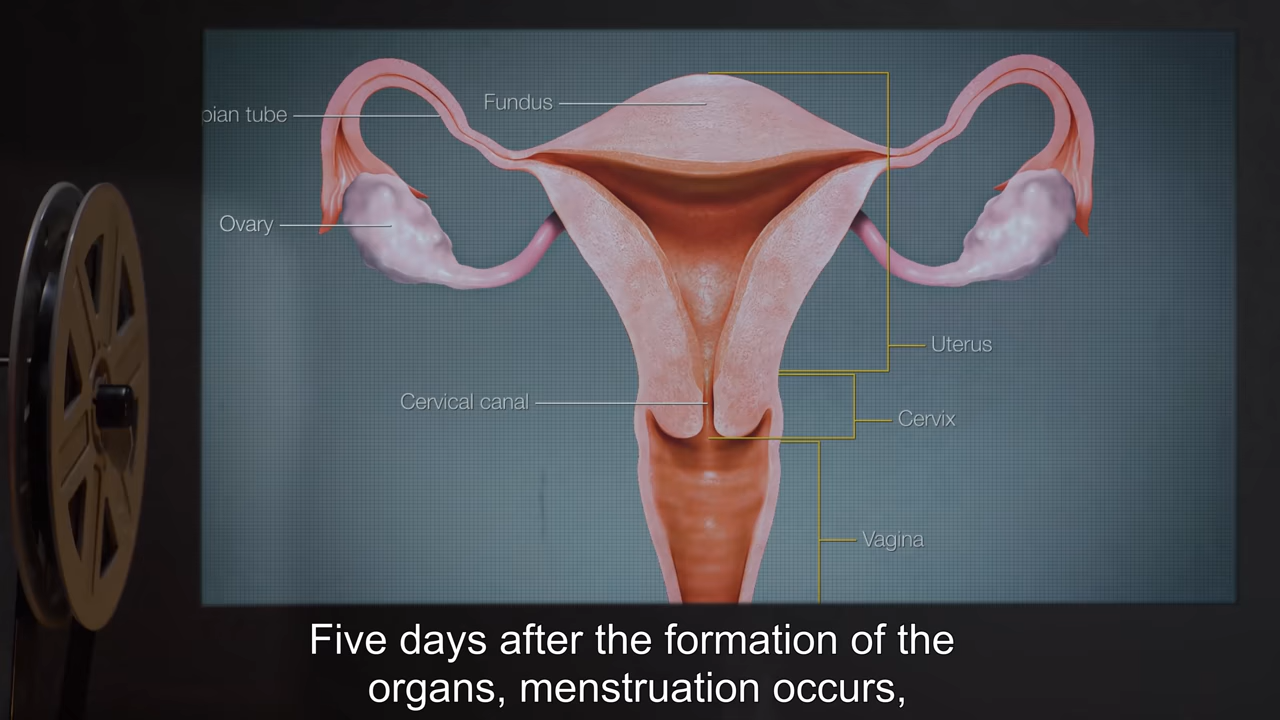 Fundus
pian tube
Ovary
Uterus
Cervical canal
Cervix
Vagina
Five days after the formation of the
organs, menstruation occurs,